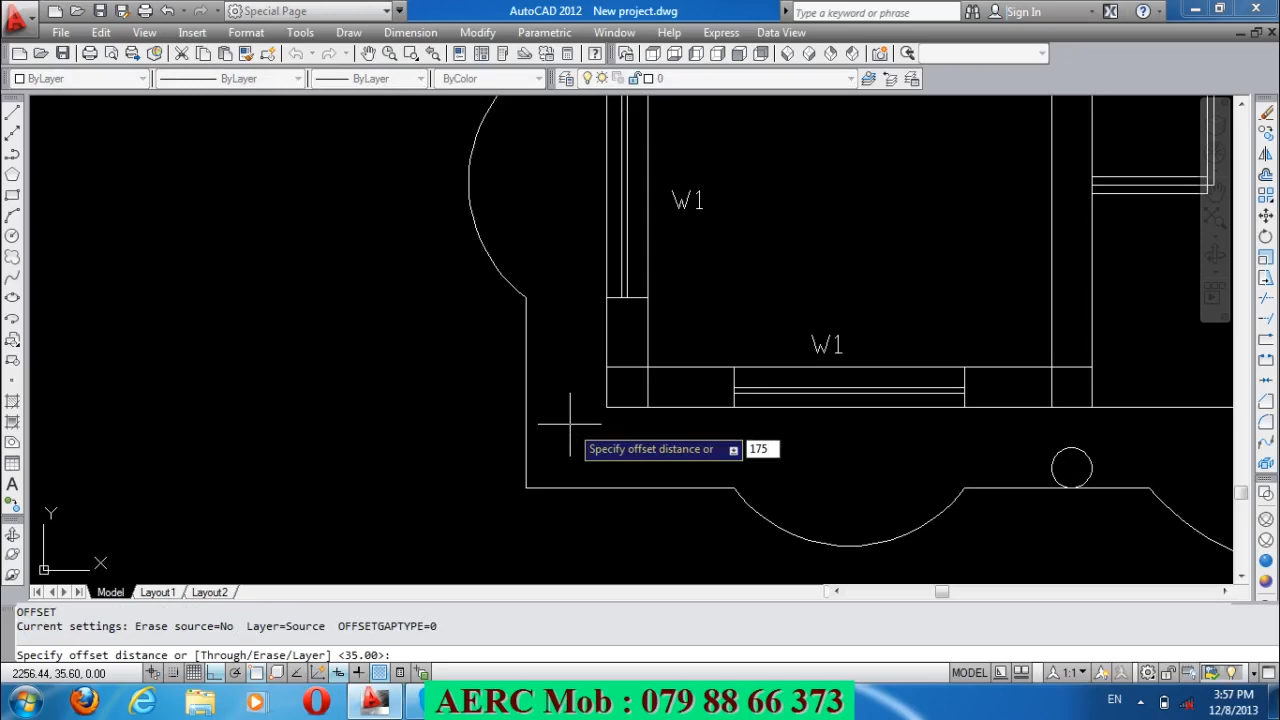 Special Page
AutoCAD 2012 New project.dwg
Type a keyword or phrase
Sign In
File Edit View Insert Format Tools Draw Dimension Modify Parametric Window Help Express Data View
ByLayer ByLayer ByLayer ByColor 0
W1
W1
Specify offset distance or 175
Y
X
Model Layout1 Layout2
OFFSET
Current settings: Erase source=No Layer=Source OFFSETGAPTYPE=0
Specify offset distance or [Through/Erase/Layer] <35.00>:
2256.44, 35.60, 0.00
MODEL 1:1
AERC Mob : 079 88 66 373
EN
3:57 PM
12/8/2013